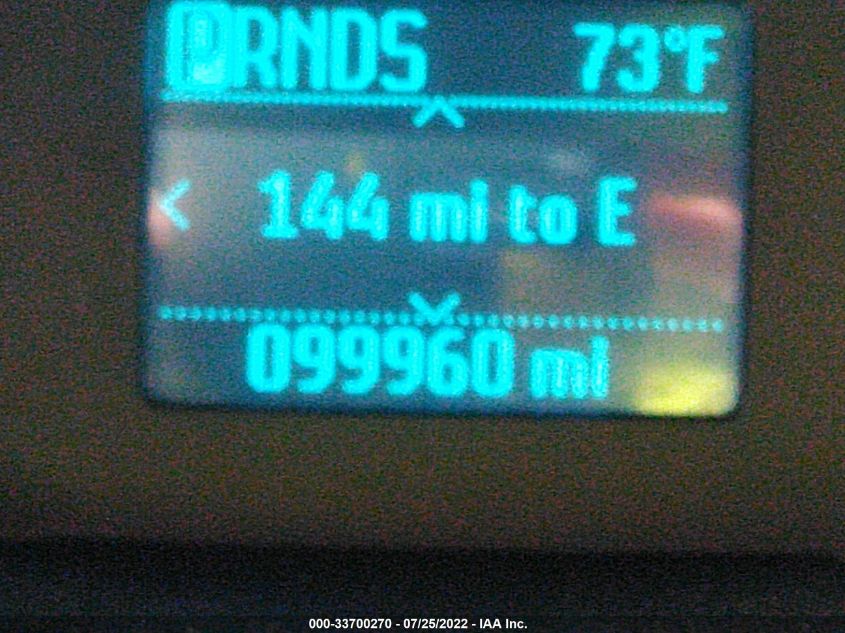 PRNDS 73°F
144 mi to E
099960 mi
000-33700270 - 07/25/2022 - IAA Inc.